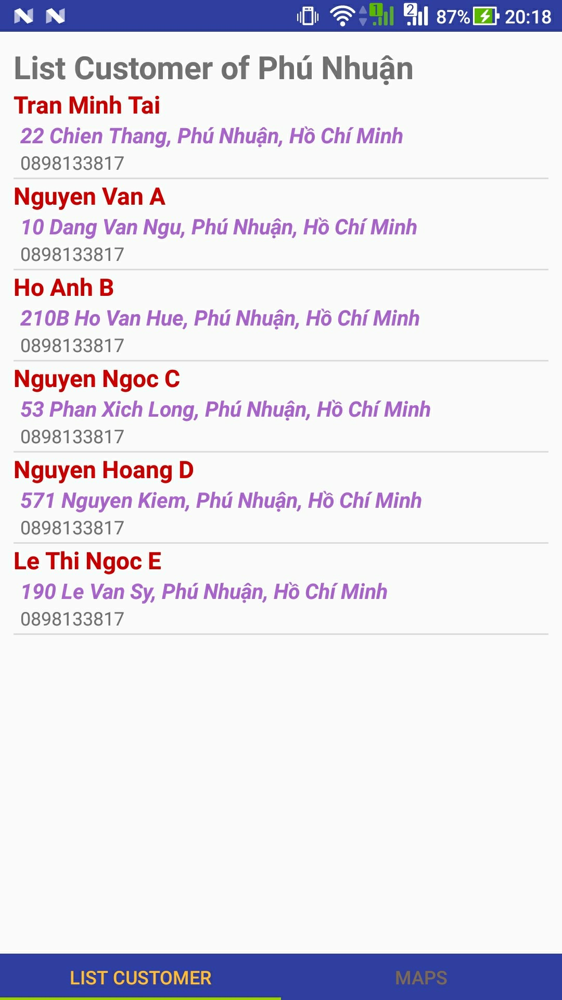 1 2 87% 20:18
List Customer of Phú Nhuận
Tran Minh Tai
22 Chien Thang, Phú Nhuận, Hồ Chí Minh
0898133817
Nguyen Van A
10 Dang Van Ngu, Phú Nhuận, Hồ Chí Minh
0898133817
Ho Anh B
210B Ho Van Hue, Phú Nhuận, Hồ Chí Minh
0898133817
Nguyen Ngoc C
53 Phan Xich Long, Phú Nhuận, Hồ Chí Minh
0898133817
Nguyen Hoang D
571 Nguyen Kiem, Phú Nhuận, Hồ Chí Minh
0898133817
Le Thi Ngoc E
190 Le Van Sy, Phú Nhuận, Hồ Chí Minh
0898133817
LIST CUSTOMER MAPS